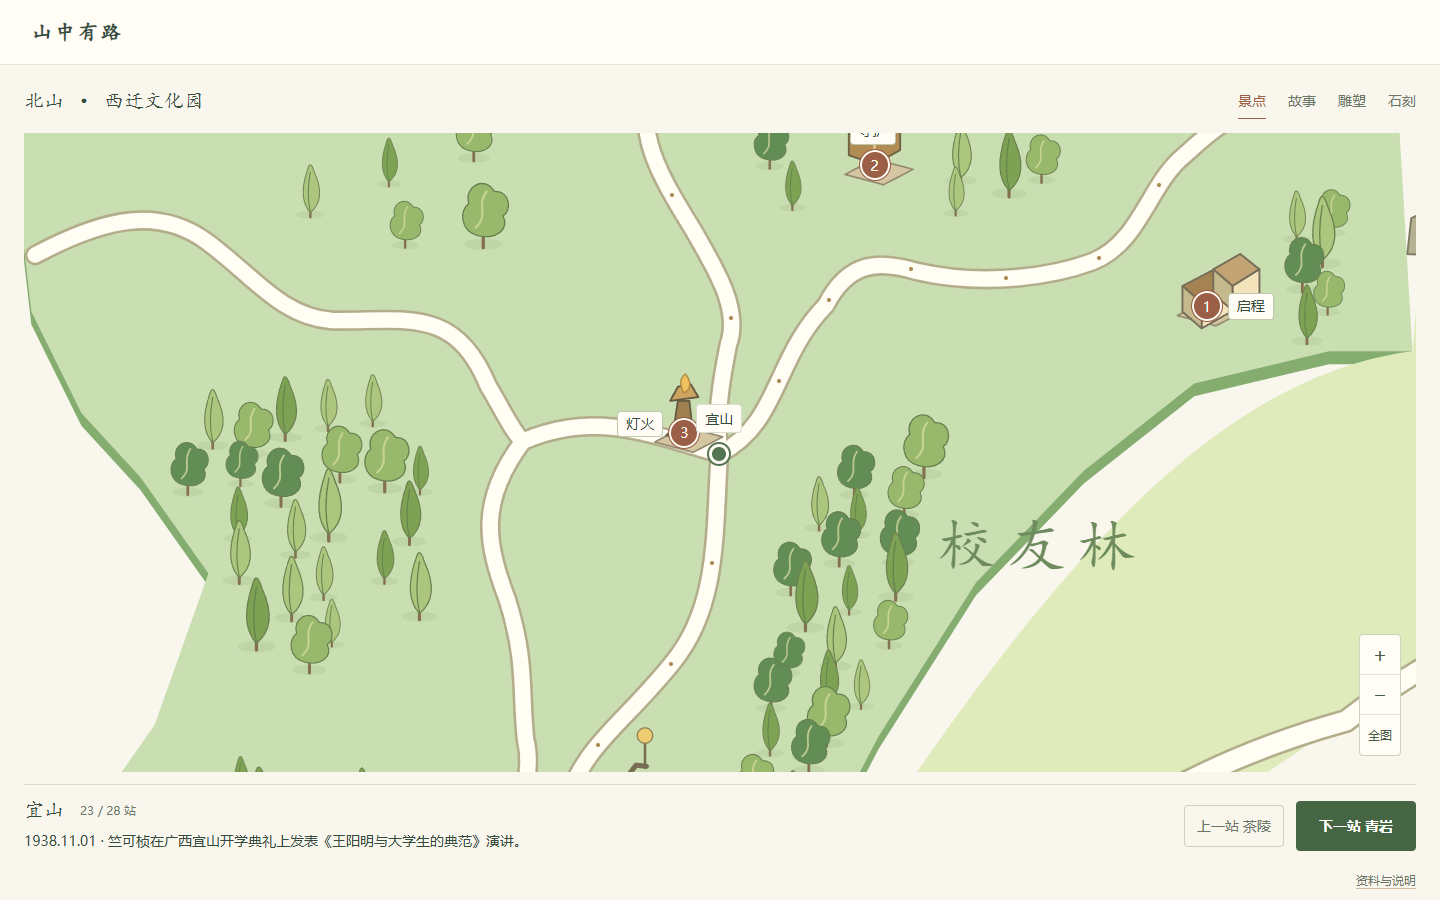 山中有路
北山 • 西迁文化园
景点 故事 雕塑 石刻
2
1 启程
灯火 3 宜山
校友林
+
−
全图
宜山 23 / 28 站
1938.11.01 · 竺可桢在广西宜山开学典礼上发表《王阳明与大学生的典范》演讲。
上一站 茶陵
下一站 青岩
资料与说明